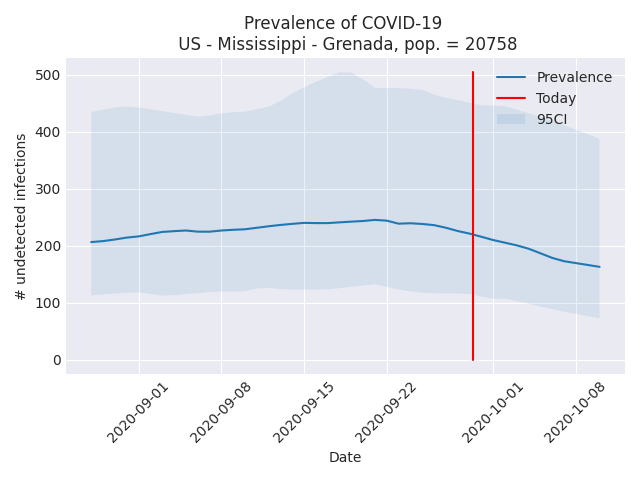 Prevalence of COVID-19
US - Mississippi - Grenada, pop. = 20758
Prevalence
Today
95CI
# undetected infections
500
400
300
200
100
0
2020-09-01
2020-09-08
2020-09-15
2020-09-22
2020-10-01
2020-10-08
Date